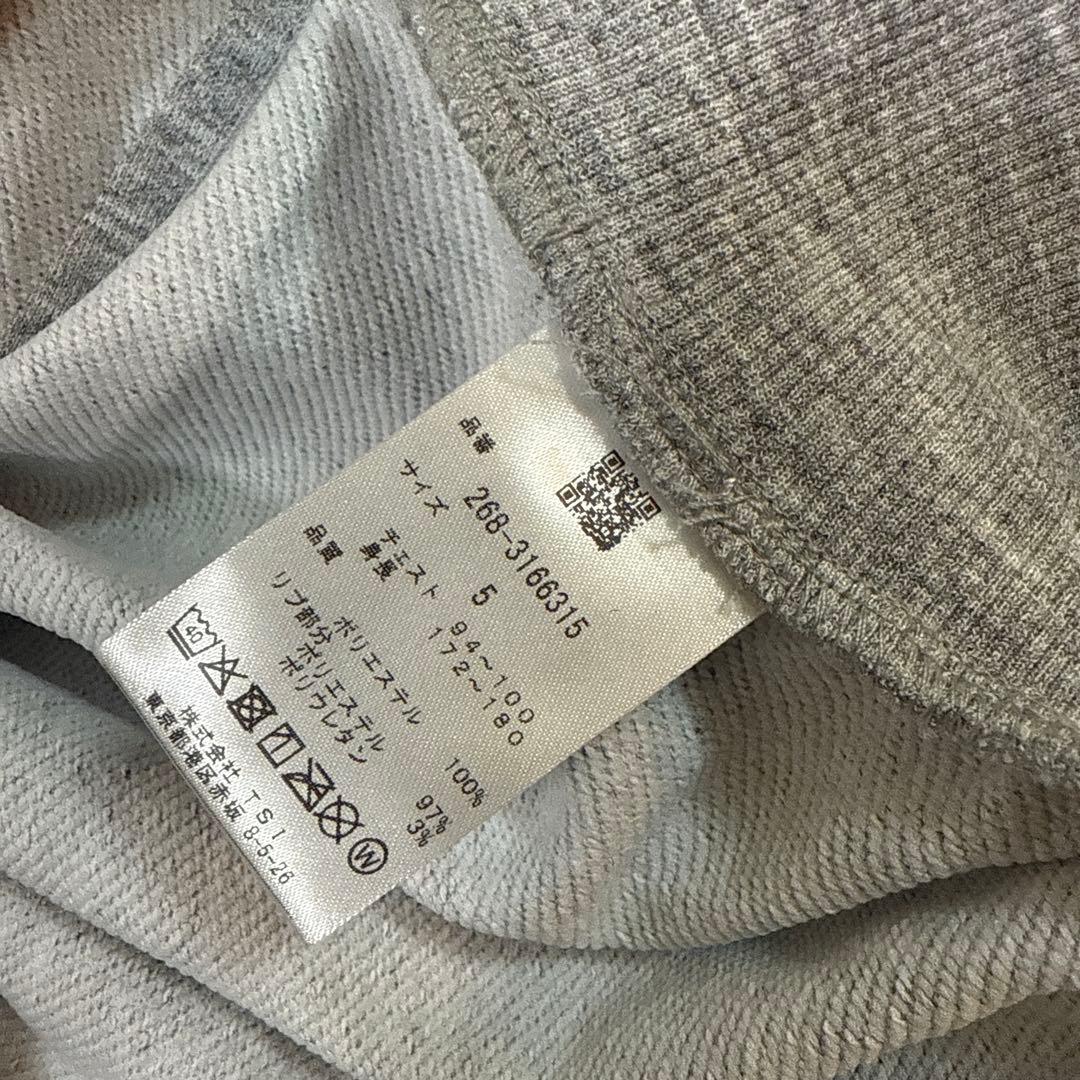 品番
268-3166315
サイズ 5
チェスト 94~100
身長 172~180
品質
ポリエステル 100%
リブ部分
ポリエステル 97%
ポリウレタン 3%
40
W
株式会社 TSI
東京都港区赤坂 8-5-26